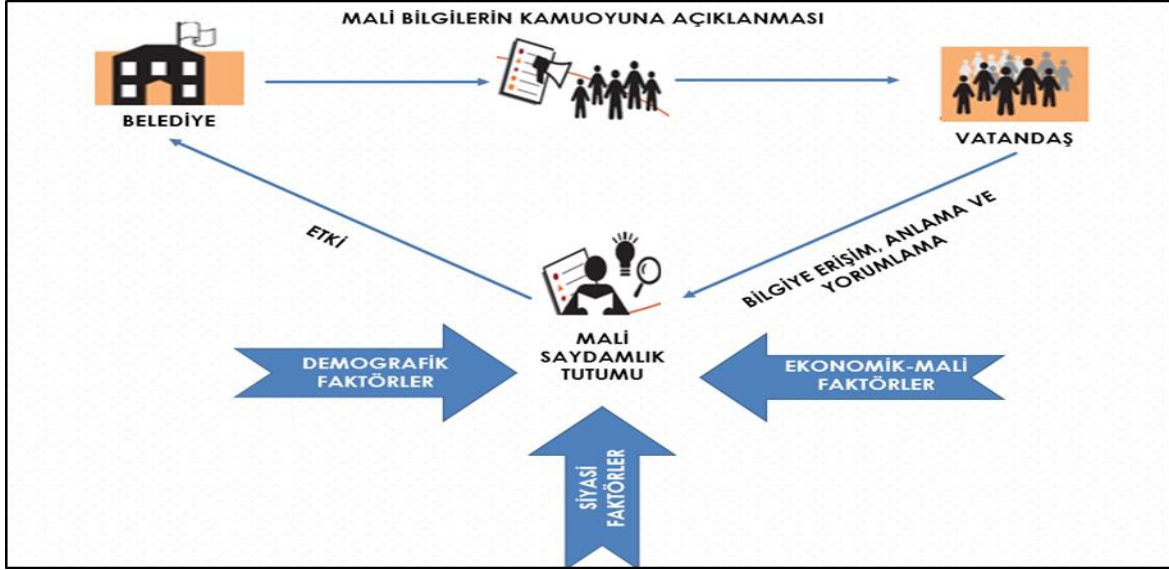 MALİ BİLGİLERİN KAMUOYUNA AÇIKLANMASI
BELEDİYE
VATANDAŞ
ETKİ
BİLGİYE ERİŞİM, ANLAMA VE
YORUMLAMA
MALİ
SAYDAMLIK
TUTUMU
DEMOGRAFİK
FAKTÖRLER
EKONOMİK-MALİ
FAKTÖRLER
SİYASİ
FAKTÖRLER